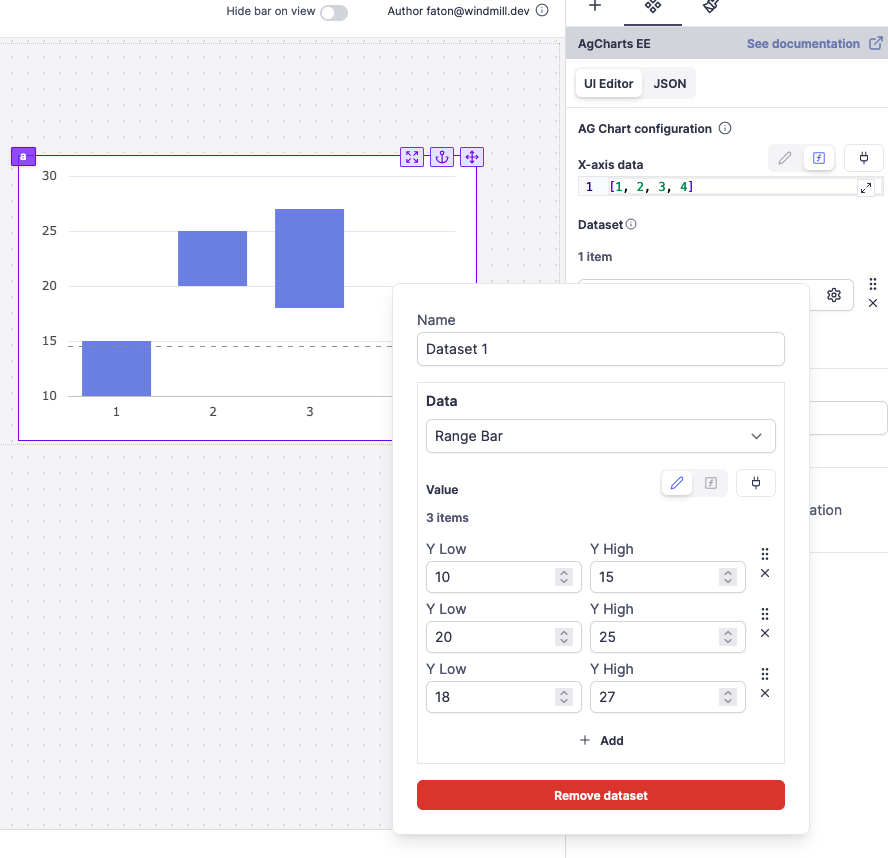 Hide bar on view
Author faton@windmill.dev
AgCharts EE
See documentation
UI Editor
JSON
AG Chart configuration
X-axis data
1 [1, 2, 3, 4]
Dataset
1 item
a
30
25
20
15
10
1 2 3
Name
Dataset 1
Data
Range Bar
Value
3 items
Y Low Y High
10 15
Y Low Y High
20 25
Y Low Y High
18 27
+ Add
Remove dataset
ation